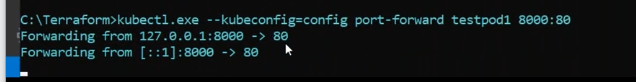 C:\Terraform>kubectl.exe --kubeconfig=config port-forward testpod1 8000:80
Forwarding from 127.0.0.1:8000 -> 80
Forwarding from [::1]:8000 -> 80